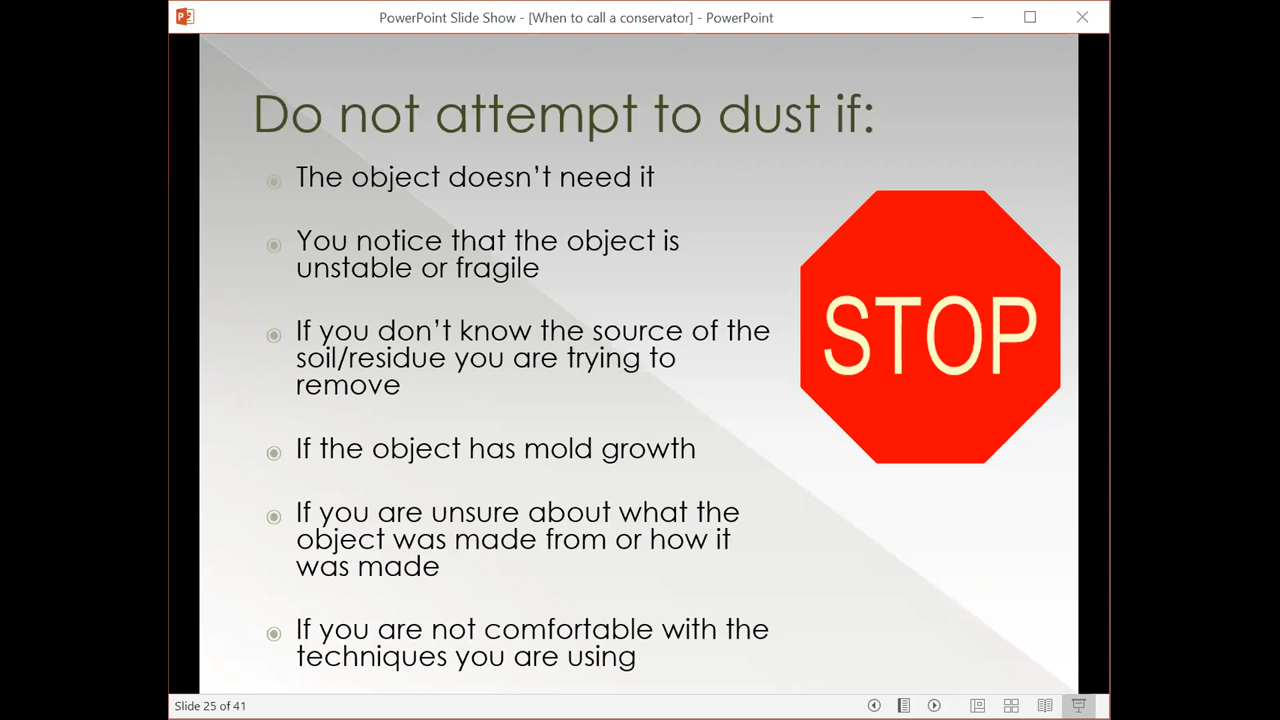 PowerPoint Slide Show - [When to call a conservator] - PowerPoint
Do not attempt to dust if:
The object doesn’t need it
You notice that the object is
unstable or fragile
If you don’t know the source of the
soil/residue you are trying to
remove
If the object has mold growth
If you are unsure about what the
object was made from or how it
was made
If you are not comfortable with the
techniques you are using
STOP
Slide 25 of 41